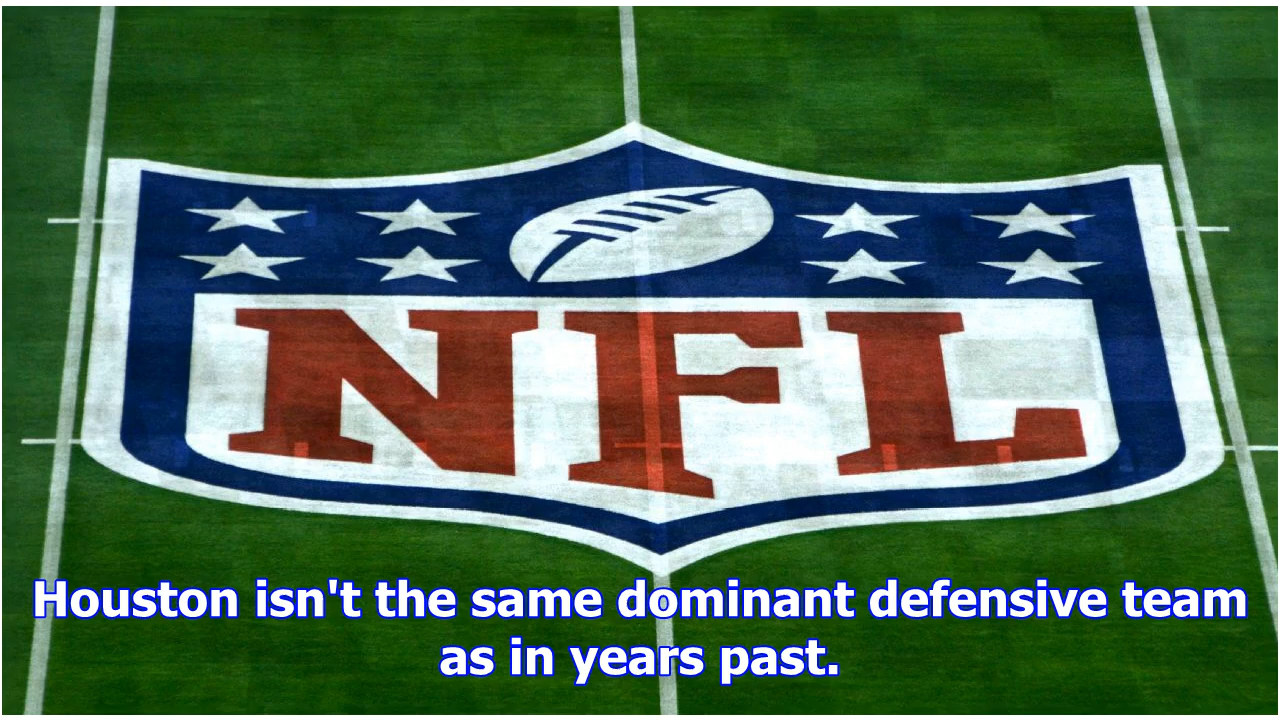 NFL
Houston isn't the same dominant defensive team
as in years past.